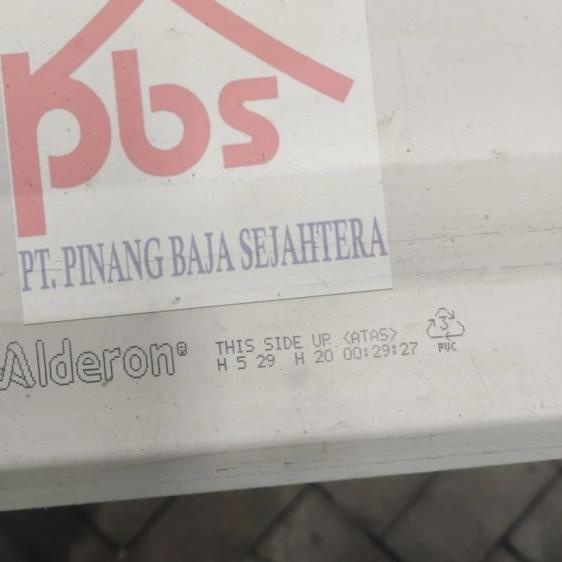 pbs
PT. PINANG BAJA SEJAHTERA
Alderon® THIS SIDE UP <ATAS>
H 5 29 H 20 00:29:27
3
PVC